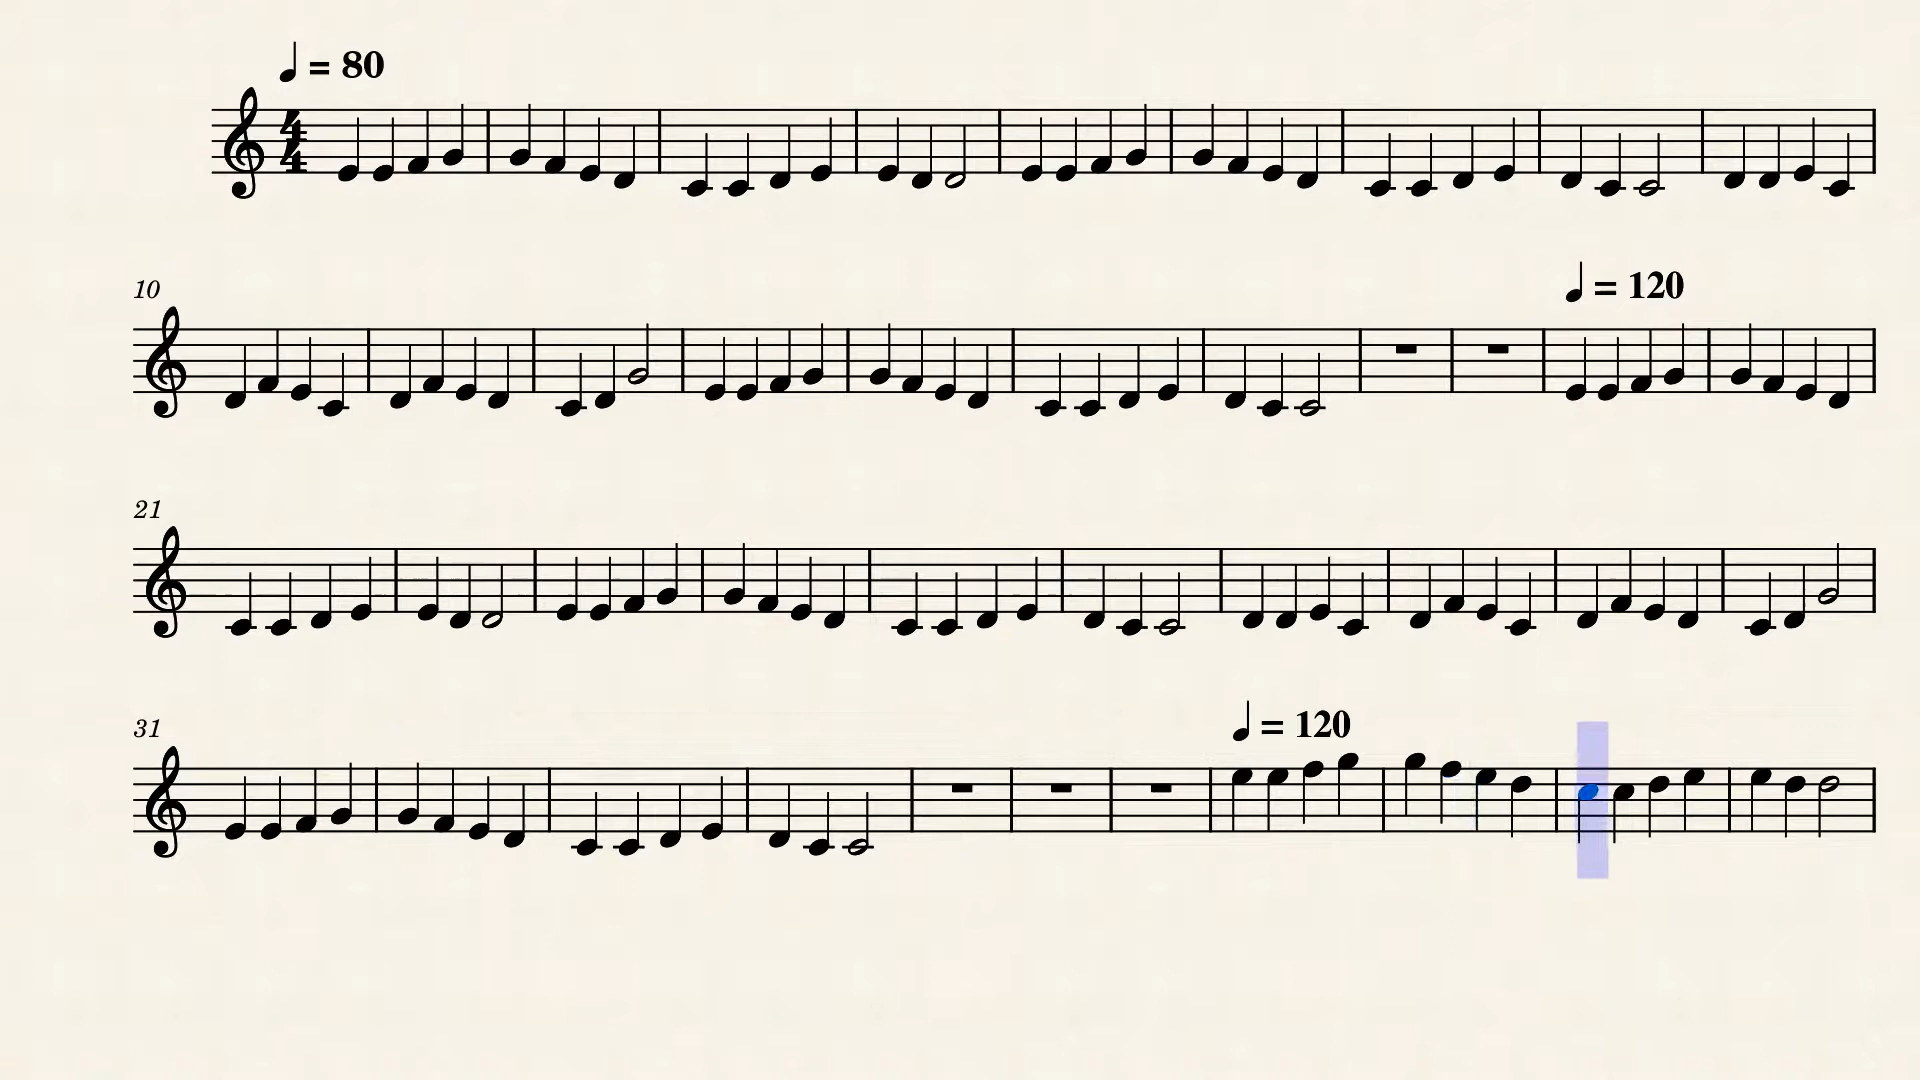 ♩ = 80
4
4
10
♩ = 120
21
31
♩ = 120